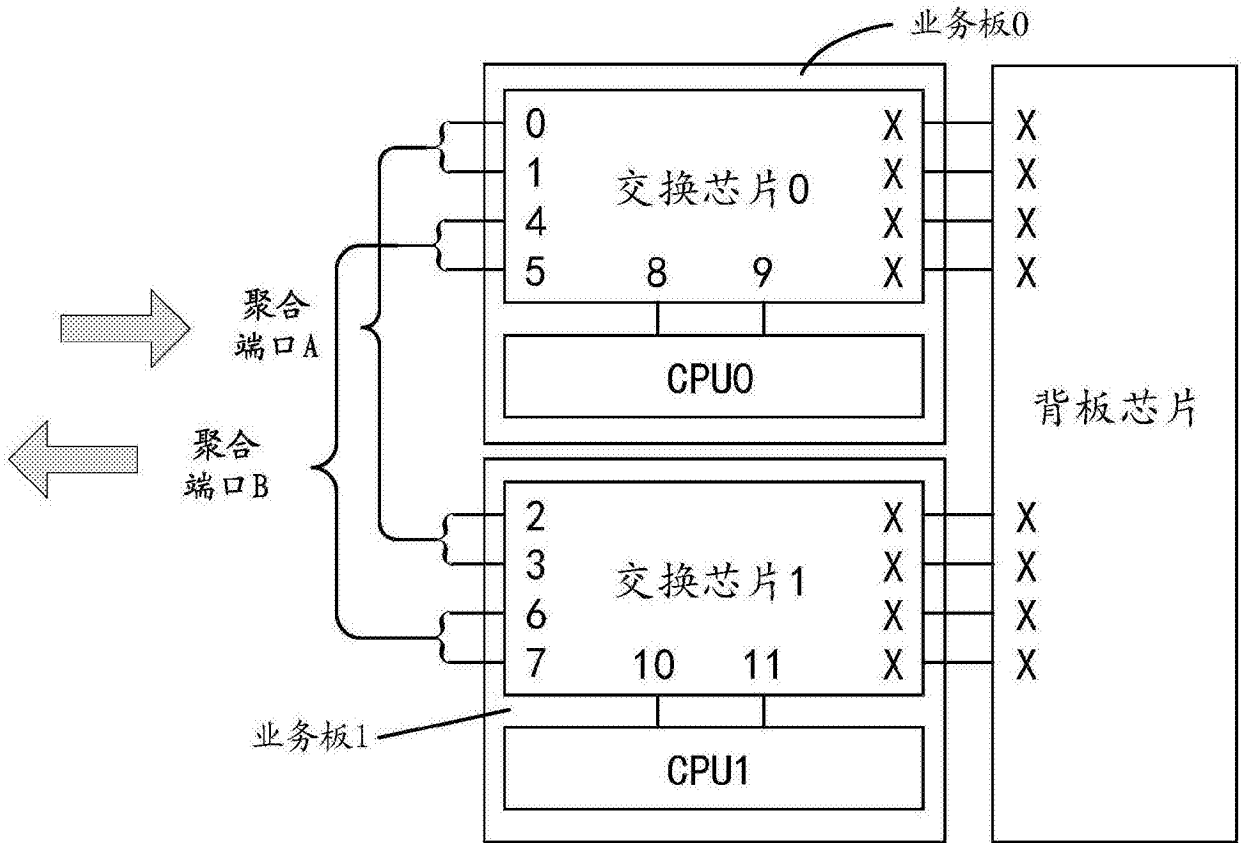 业务板0
0 X X
1 交换芯片0 X X
4 X X
5 8 9 X X
聚合
端口A
CPU0
背板芯片
聚合
端口B
2 X X
3 交换芯片1 X X
6 X X
7 10 11 X X
业务板1
CPU1